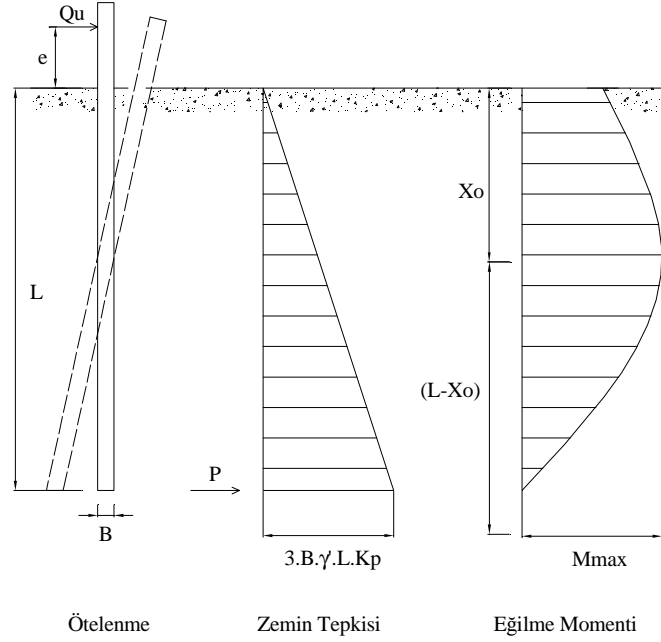 Qu
e
L
B
P
3.B.γ'.L.Kp
Xo
(L-Xo)
Mmax
Ötelenme
Zemin Tepkisi
Eğilme Momenti